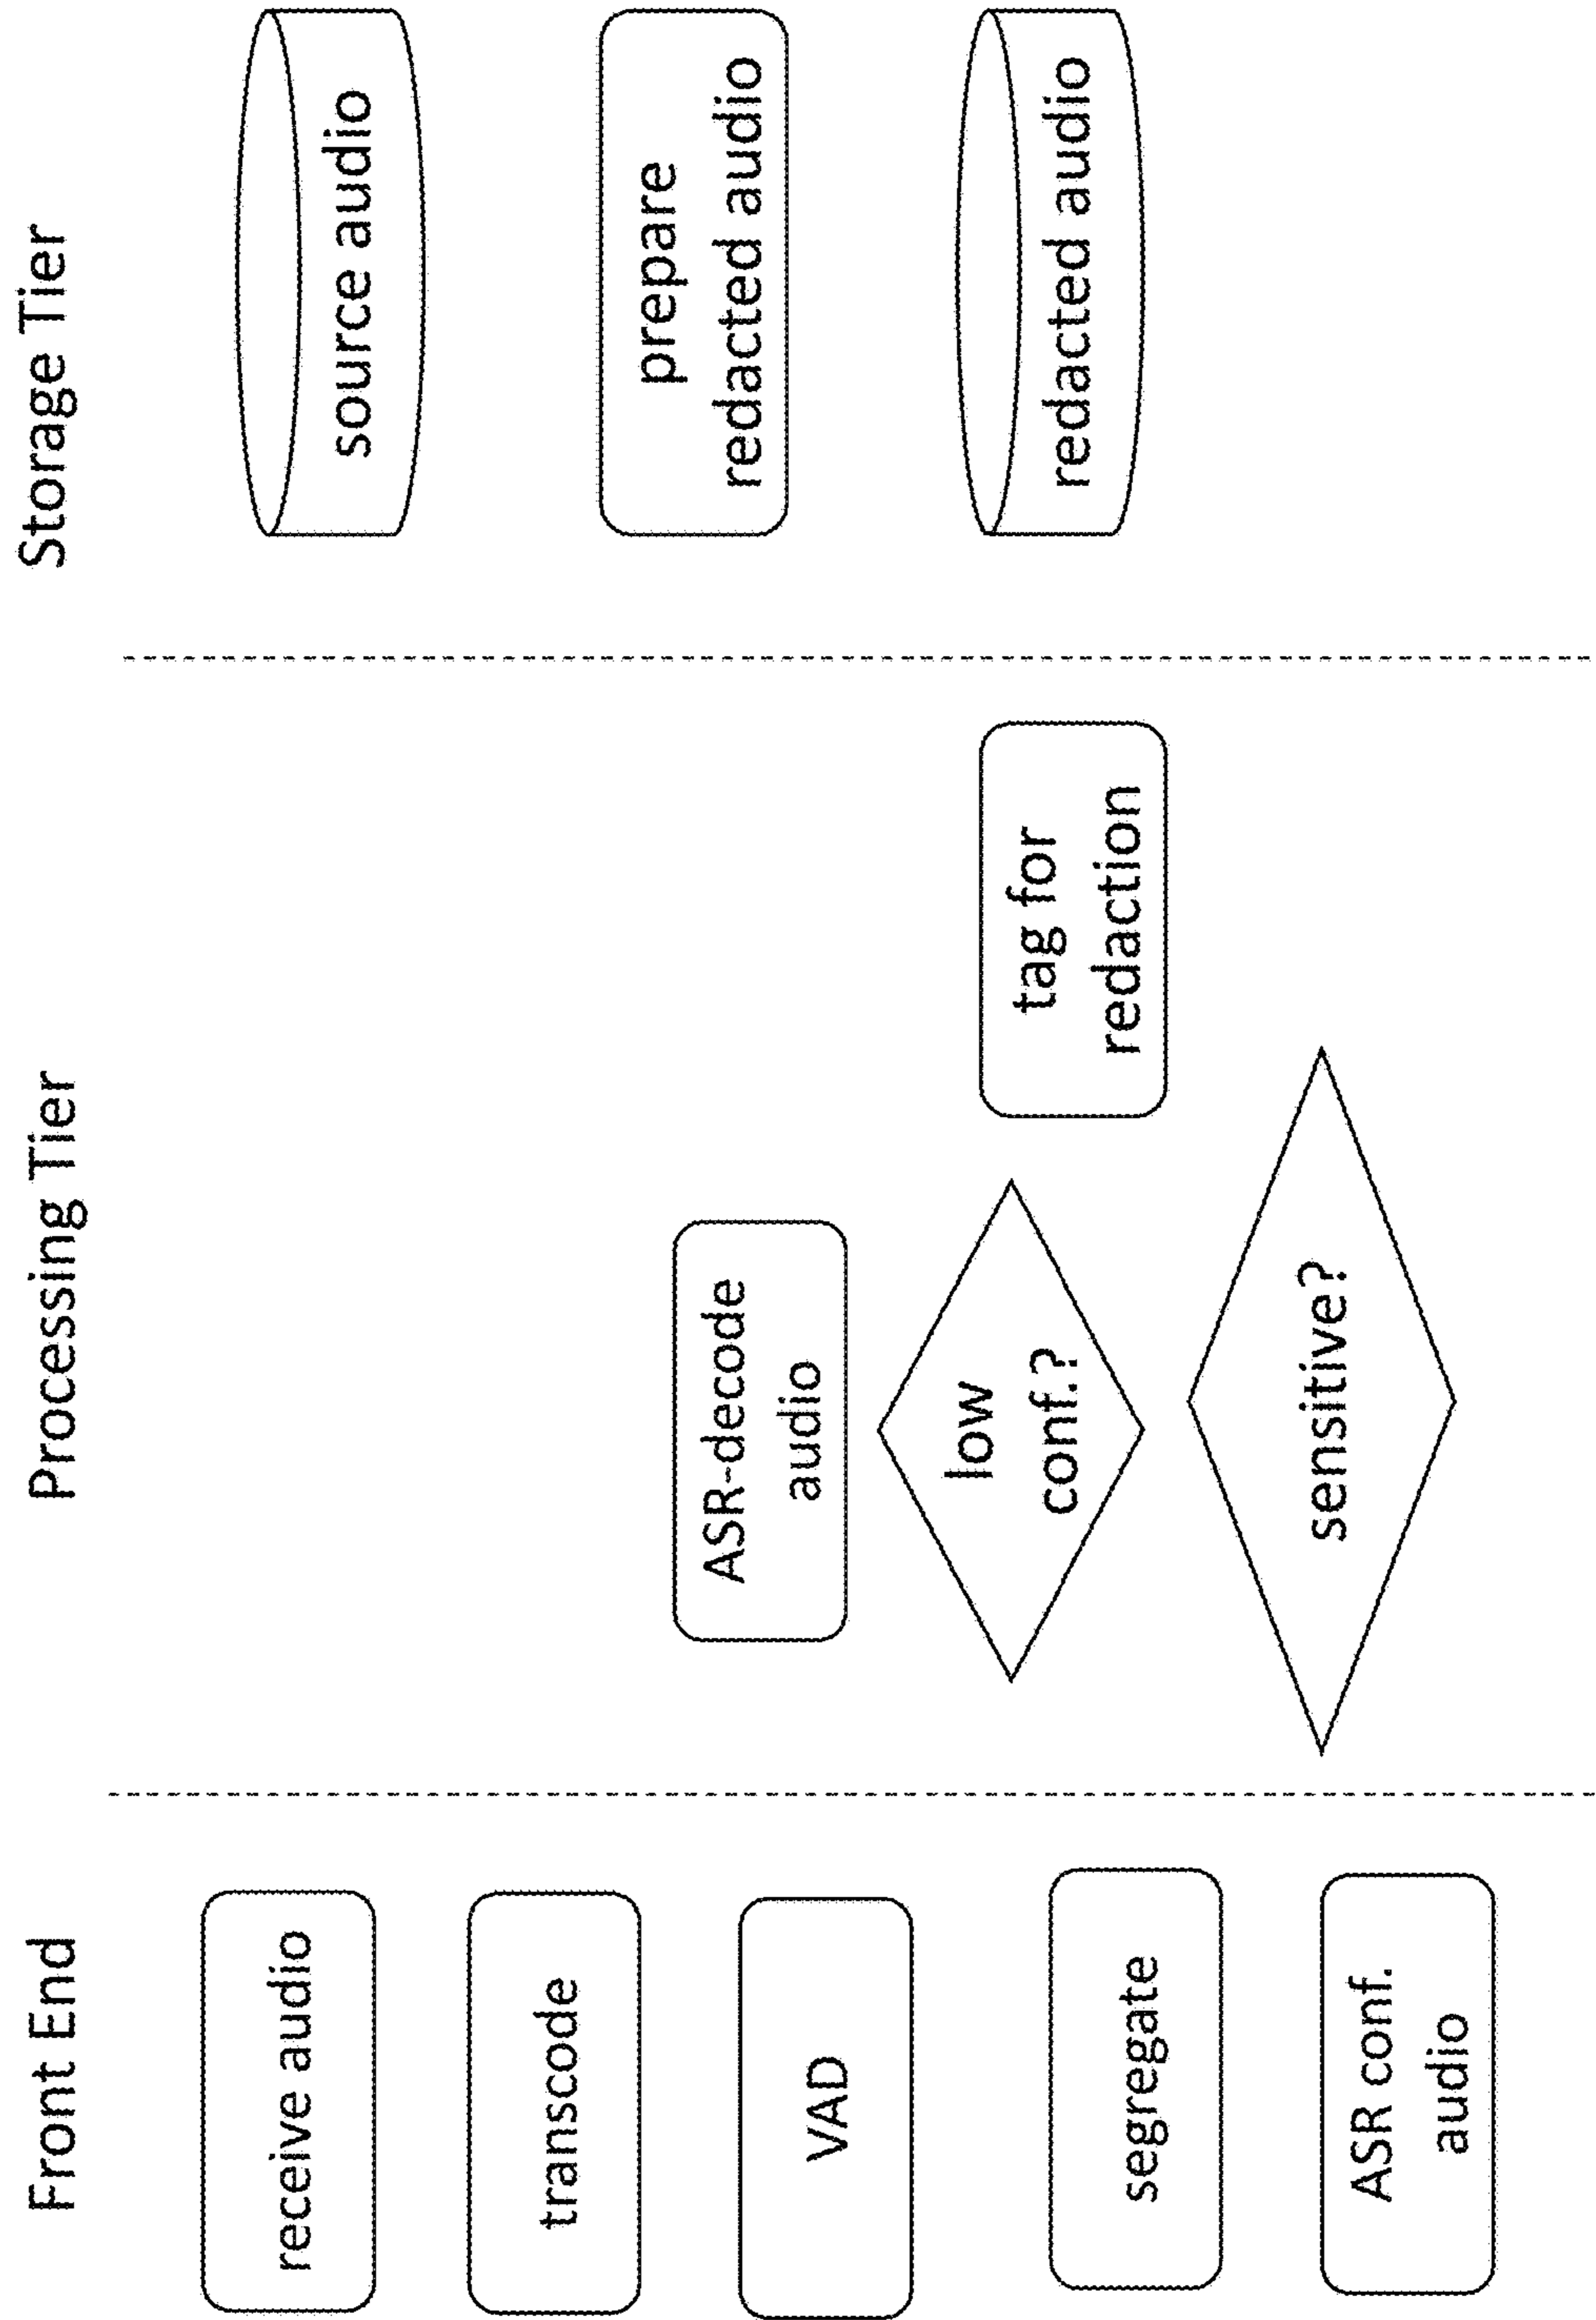 Front End
receive audio
transcode
VAD
segregate
ASR conf.
audio
Processing Tier
ASR-decode
audio
low
conf.?
sensitive?
tag for
redaction
Storage Tier
source audio
prepare
redacted audio
redacted audio